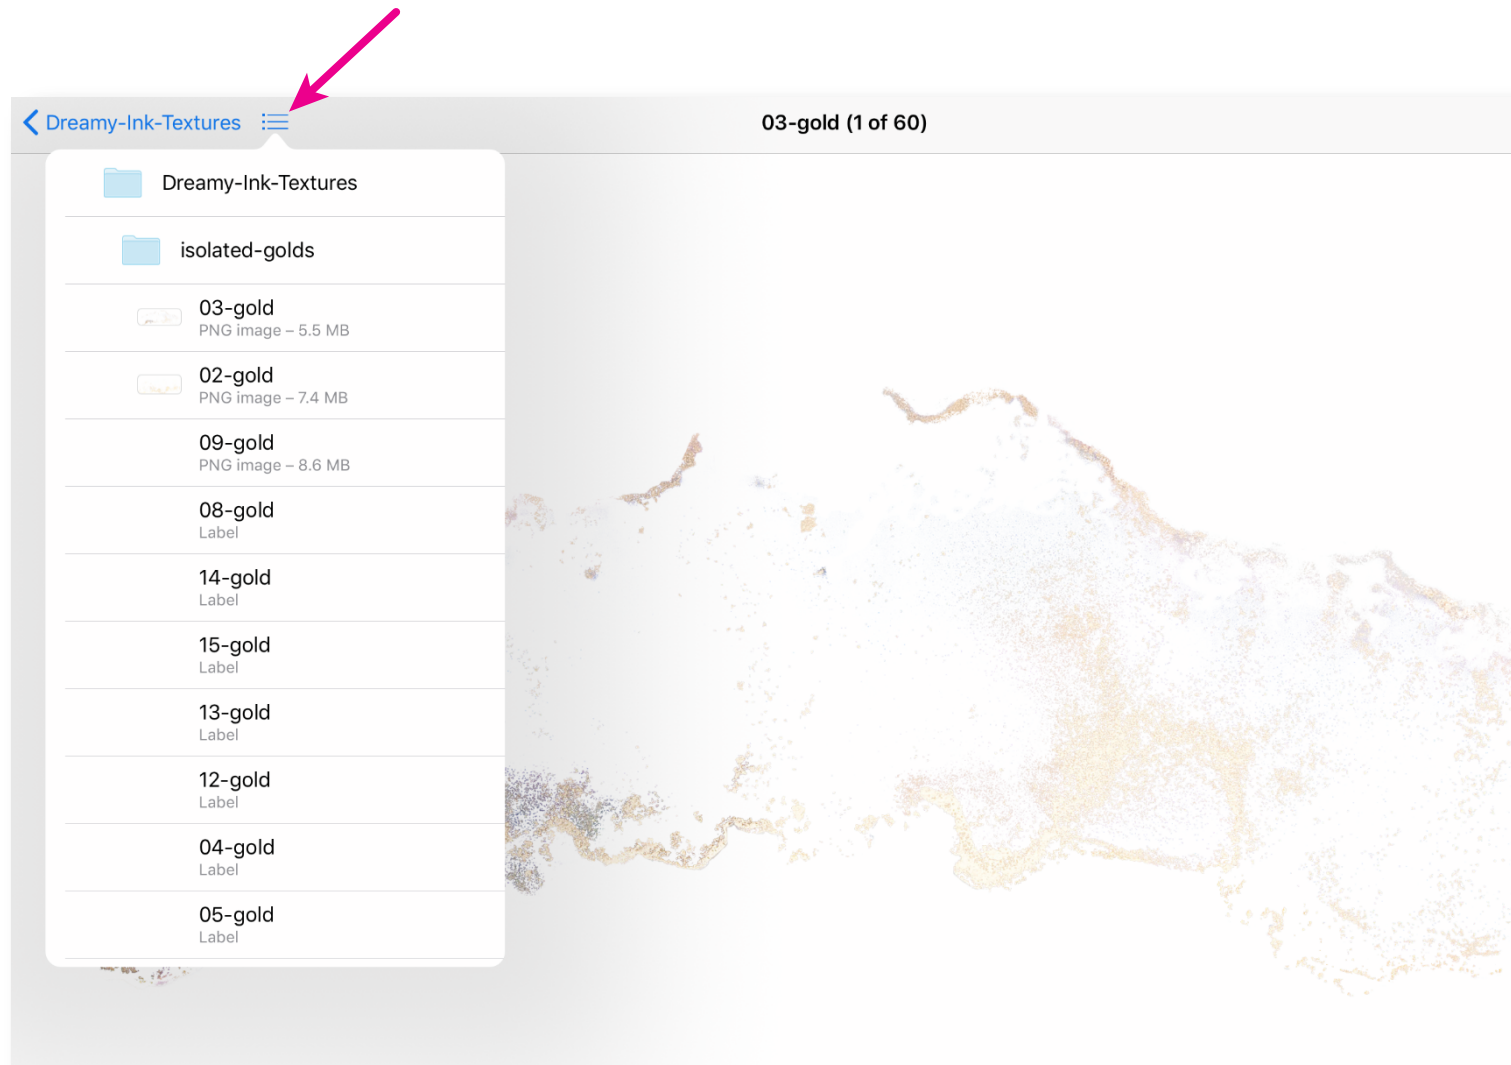 Dreamy-Ink-Textures
03-gold (1 of 60)
Dreamy-Ink-Textures
isolated-golds
03-gold
PNG image – 5.5 MB
02-gold
PNG image – 7.4 MB
09-gold
PNG image – 8.6 MB
08-gold
Label
14-gold
Label
15-gold
Label
13-gold
Label
12-gold
Label
04-gold
Label
05-gold
Label